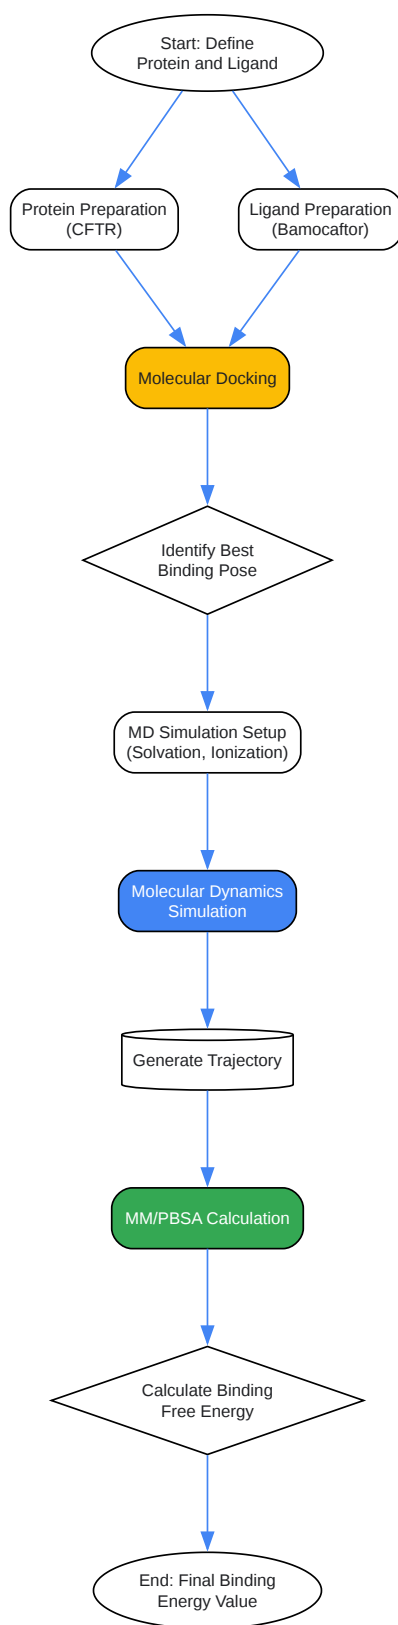 Start: Define
Protein and Ligand
Protein Preparation
(CFTR)
Ligand Preparation
(Bamocaftor)
Molecular Docking
Identify Best
Binding Pose
MD Simulation Setup
(Solvation, Ionization)
Molecular Dynamics
Simulation
Generate Trajectory
MM/PBSA Calculation
Calculate Binding
Free Energy
End: Final Binding
Energy Value